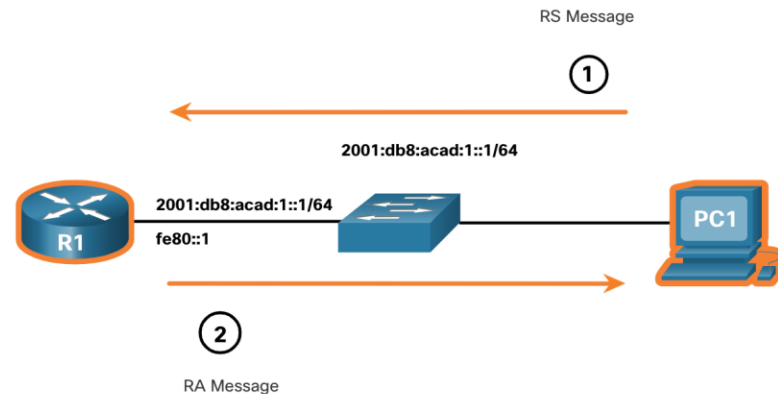 RS Message
1
2001:db8:acad:1::1/64
2001:db8:acad:1::1/64
R1
fe80::1
PC1
2
RA Message